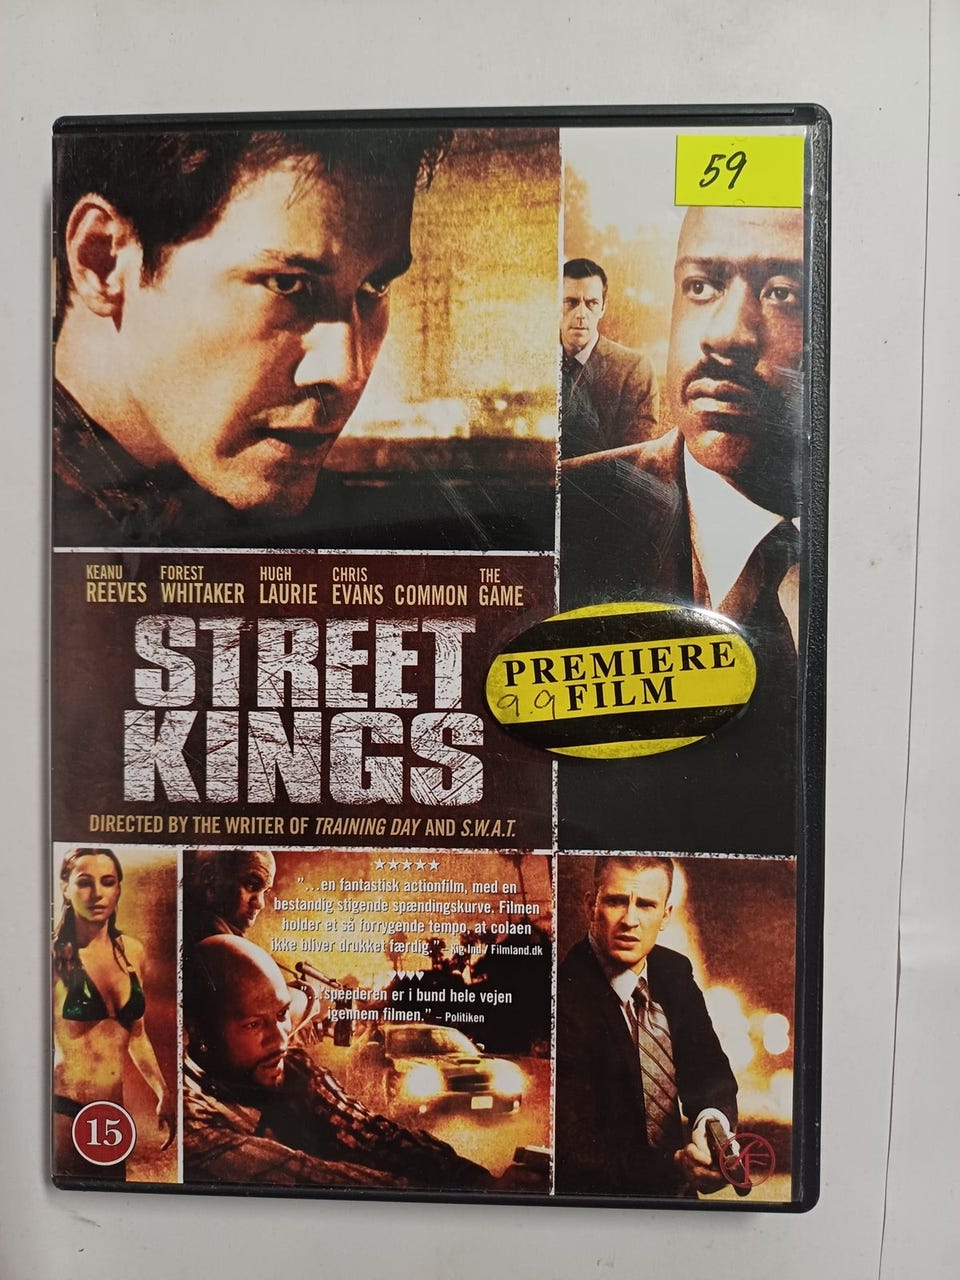 59
KEANU REEVES FOREST WHITAKER HUGH LAURIE CHRIS EVANS COMMON THE GAME
STREET
KINGS
PREMIERE
9.9 FILM
DIRECTED BY THE WRITER OF TRAINING DAY AND S.W.A.T.
"...en fantastisk actionfilm, med en
bestandig stigende spændingskurve. Filmen
holder et så forrygende tempo, at colaen
ikke bliver drukket færdig." – Kig Ind / Filmland.dk
"...speederen er i bund hele vejen
igennem filmen." – Politiken
15